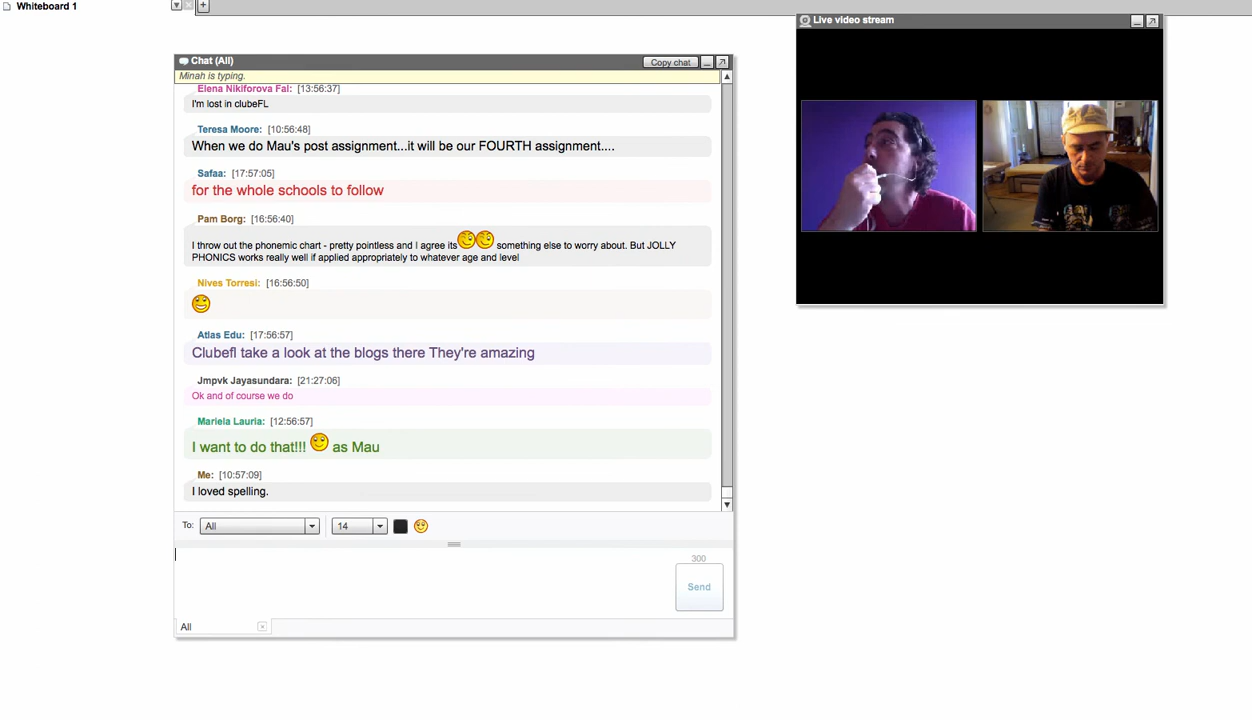 Whiteboard 1
Live video stream
Chat (All)
Copy chat
Minah is typing.
Elena Nikiforova Fal: [13:56:37]
I'm lost in clubeFL
Teresa Moore: [10:56:48]
When we do Mau's post assignment...it will be our FOURTH assignment....
Safaa: [17:57:05]
for the whole schools to follow
Pam Borg: [16:56:40]
I throw out the phonemic chart - pretty pointless and I agree its something else to worry about. But JOLLY
PHONICS works really well if applied appropriately to whatever age and level
Nives Torresi: [16:56:50]
Atlas Edu: [17:56:57]
Clubefl take a look at the blogs there They're amazing
Jmpvk Jayasundara: [21:27:06]
Ok and of course we do
Mariela Lauria: [12:56:57]
I want to do that!!! as Mau
Me: [10:57:09]
I loved spelling.
To: All 14
300
Send
All